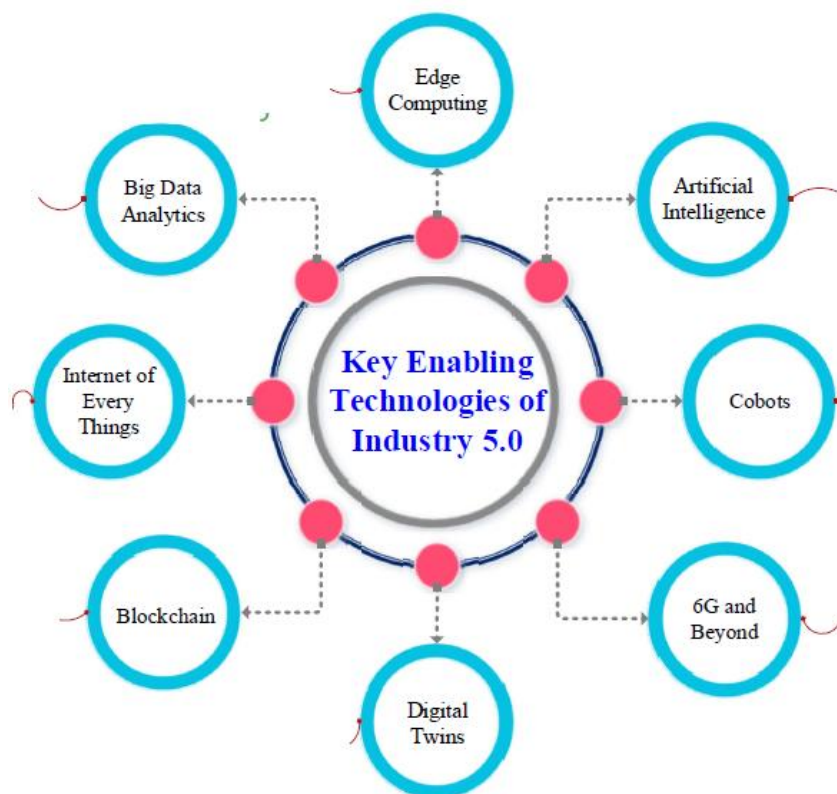 Edge
Computing
Big Data
Analytics
Artificial
Intelligence
Key Enabling
Technologies of
Industry 5.0
Internet of
Every
Things
Cobots
Blockchain
6G and
Beyond
Digital
Twins